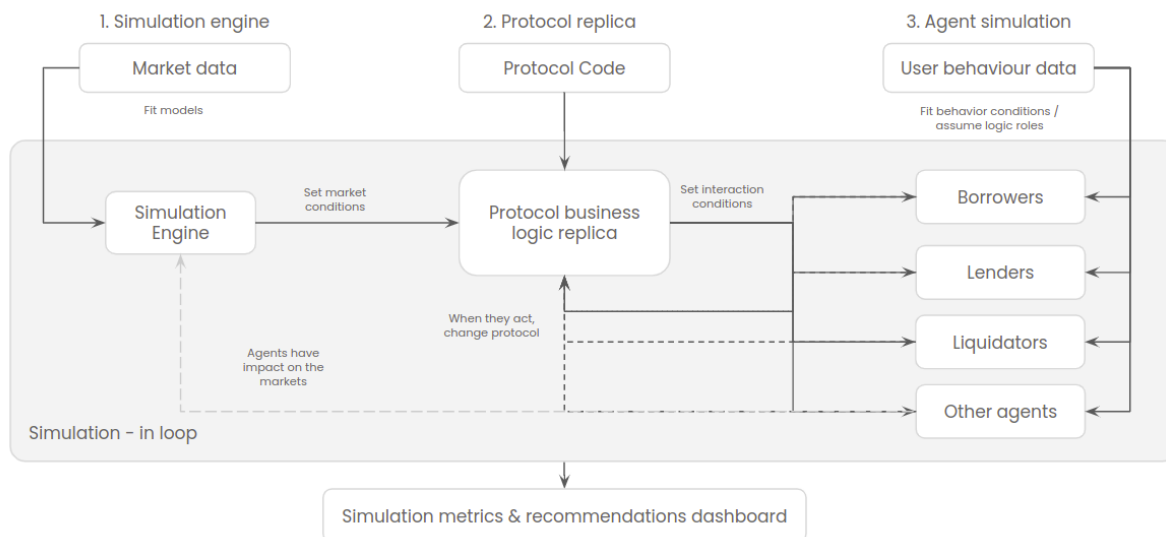 1. Simulation engine
2. Protocol replica
3. Agent simulation
Market data
Protocol Code
User behaviour data
Fit models
Fit behavior conditions /
assume logic roles
Set market
conditions
Set interaction
conditions
Simulation
Engine
Protocol business
logic replica
Borrowers
Lenders
When they act,
change protocol
Liquidators
Agents have
impact on the
markets
Other agents
Simulation - in loop
Simulation metrics & recommendations dashboard